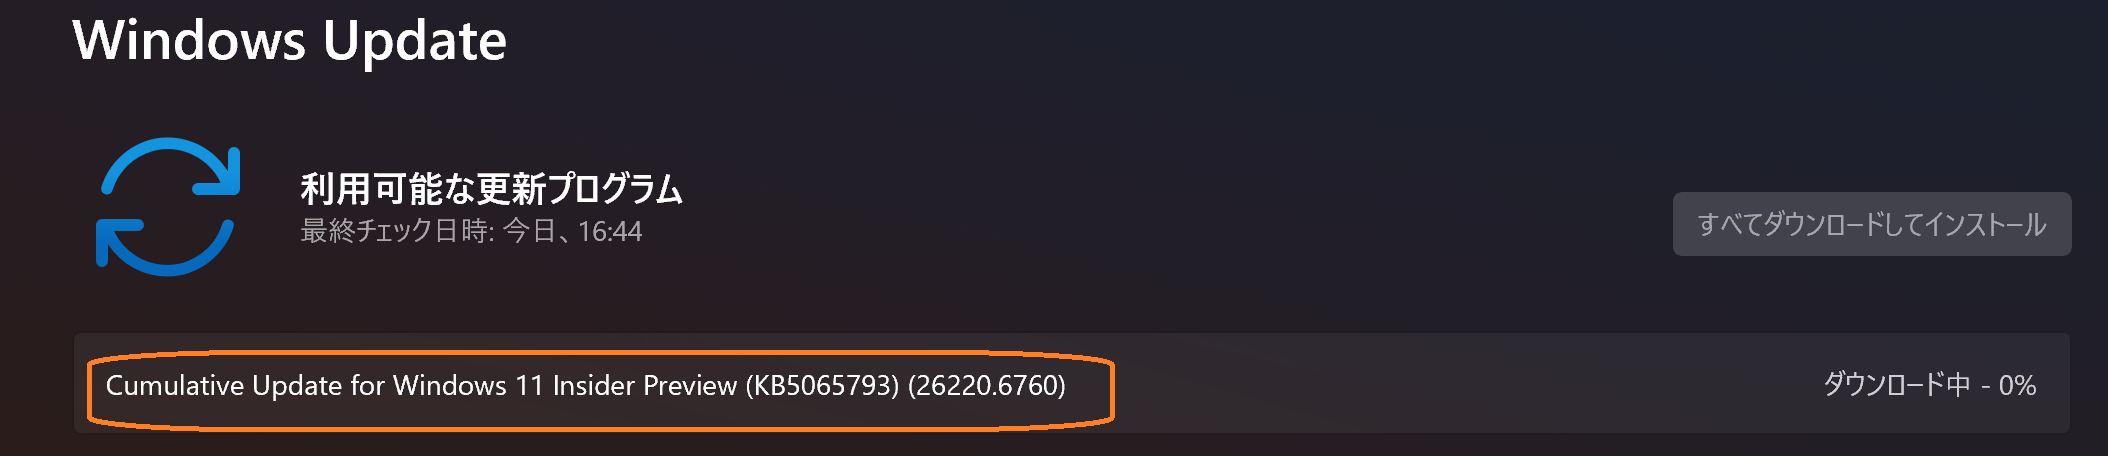 Windows Update
利用可能な更新プログラム
最終チェック日時: 今日、16:44
すべてダウンロードしてインストール
Cumulative Update for Windows 11 Insider Preview (KB5065793) (26220.6760)
ダウンロード中 - 0%